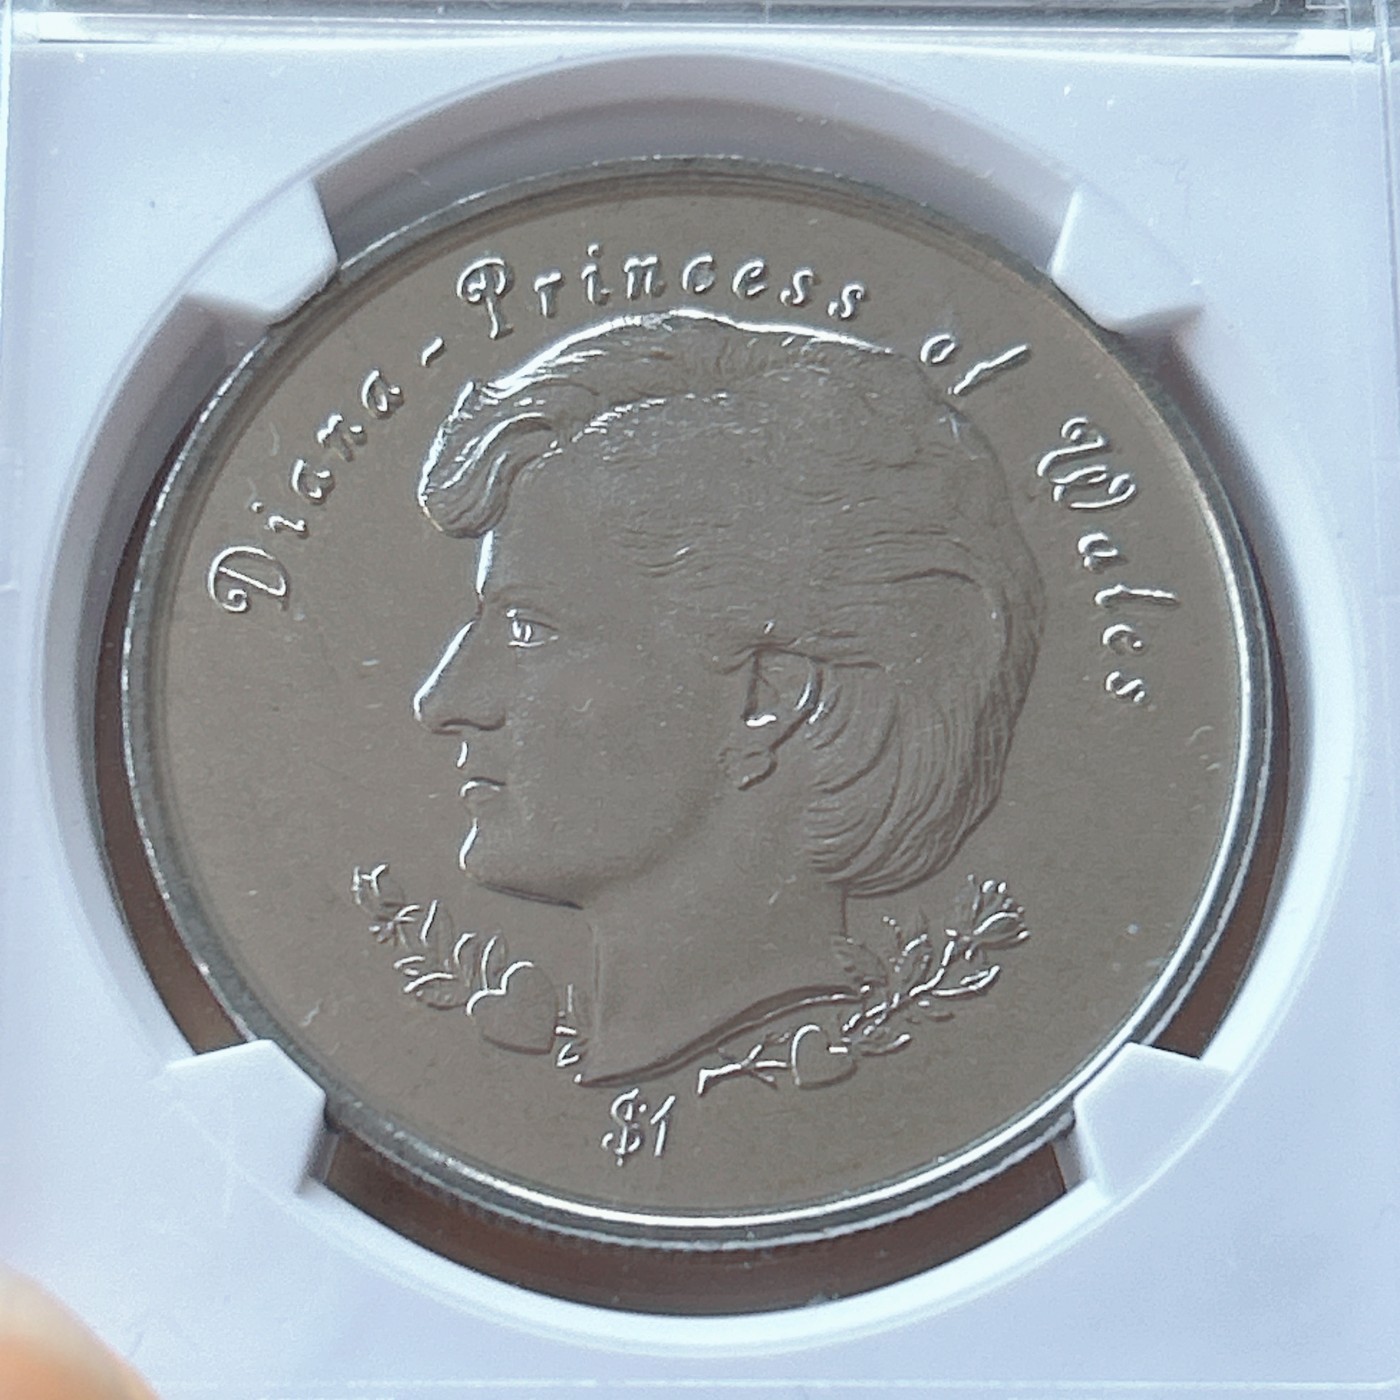 Diana - Princess of Wales
$1